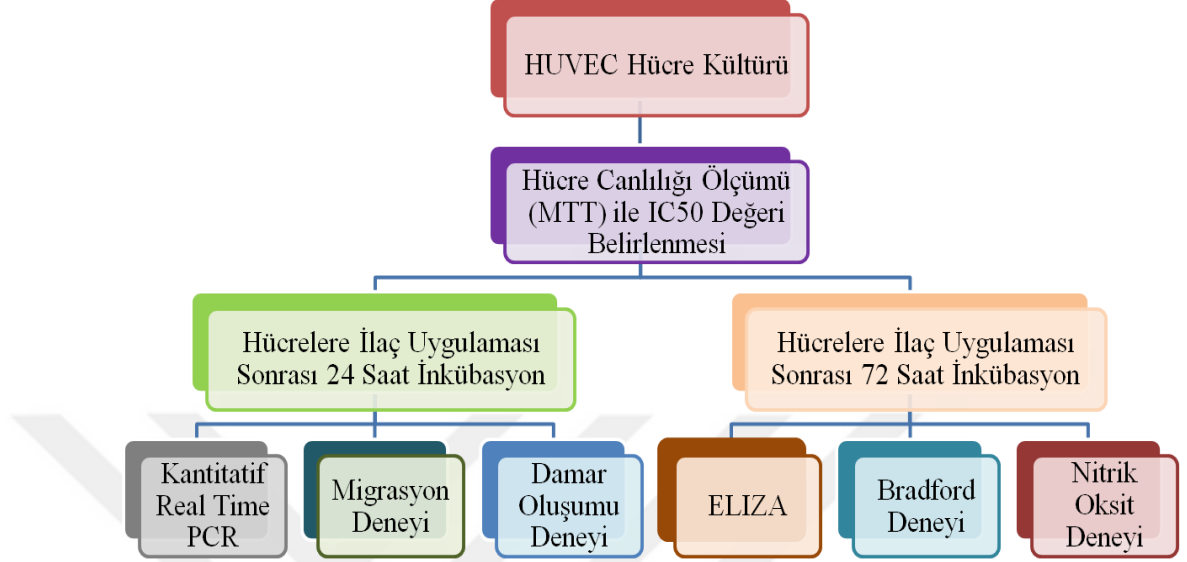 HUVEC Hücre Kültürü
Hücre Canlılığı Ölçümü
(MTT) ile IC50 Değeri
Belirlenmesi
Hücrelere İlaç Uygulaması
Sonrası 24 Saat İnkübasyon
Hücrelere İlaç Uygulaması
Sonrası 72 Saat İnkübasyon
Kantitatif
Real Time
PCR
Migrasyon
Deneyi
Damar
Oluşumu
Deneyi
ELIZA
Bradford
Deneyi
Nitrik
Oksit
Deneyi